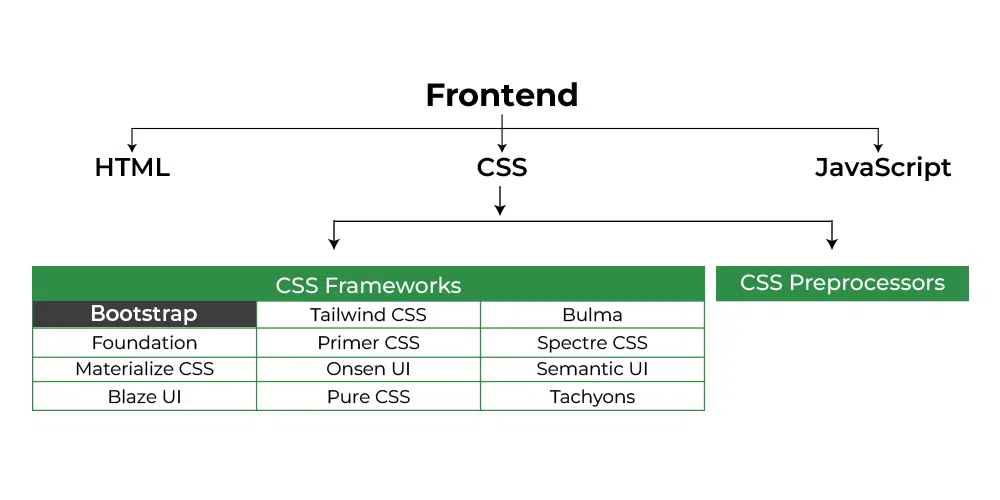 Frontend
HTML CSS JavaScript
CSS Frameworks CSS Preprocessors
Bootstrap Tailwind CSS Bulma
Foundation Primer CSS Spectre CSS
Materialize CSS Onsen UI Semantic UI
Blaze UI Pure CSS Tachyons